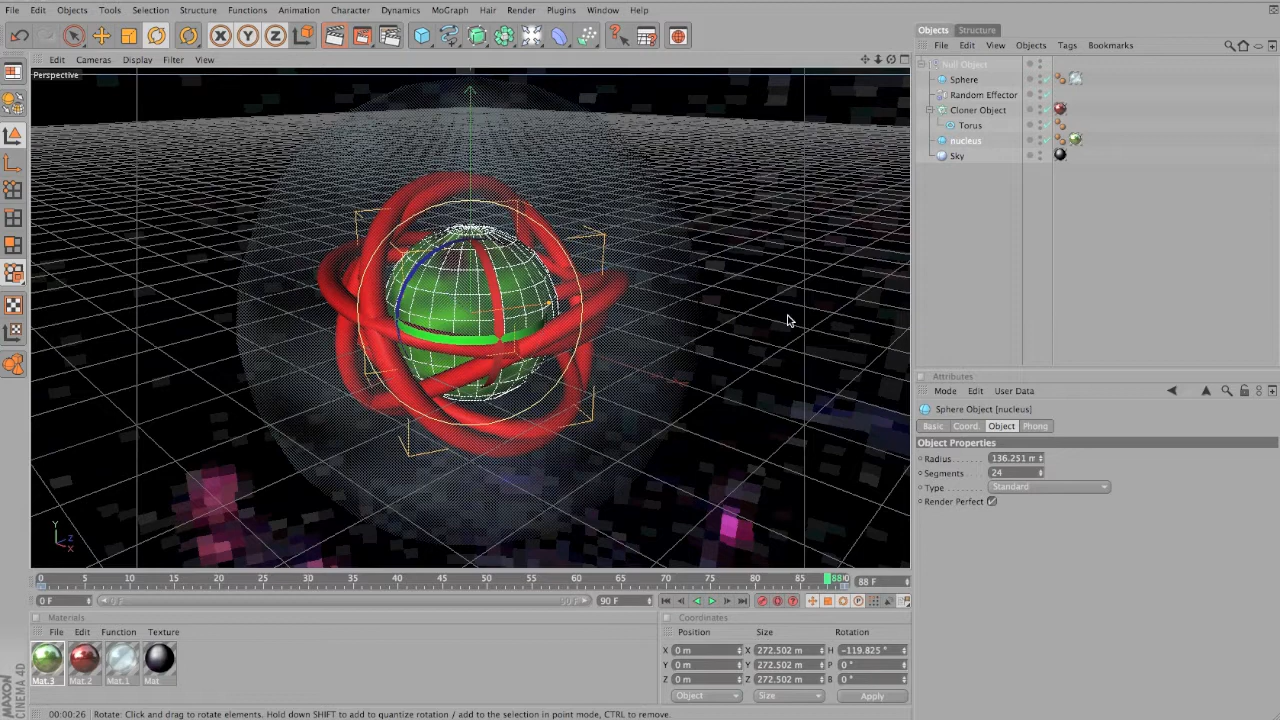 File Edit Objects Tools Selection Structure Functions Animation Character Dynamics MoGraph Hair Render Plugins Window Help
Objects Structure
File Edit View Objects Tags Bookmarks
Edit Cameras Display Filter View
Perspective
Null Object
Sphere
Random Effector
Cloner Object
Torus
nucleus
Sky
Attributes
Mode Edit User Data
Sphere Object [nucleus]
Basic Coord. Object Phong
Object Properties
Radius 136.251 m
Segments 24
Type Standard
Render Perfect
Y
Z
X
0 5 10 15 20 25 30 35 40 45 50 55 60 65 70 75 80 85 88 88 F
0 F 0 F 90 F 90 F
Materials
File Edit Function Texture
Mat.3 Mat.2 Mat.1 Mat
Coordinates
Position Size Rotation
X 0 m X 272.502 m H -119.825 °
Y 0 m Y 272.502 m P 0 °
Z 0 m Z 272.502 m B 0 °
Object Size Apply
MAXON CINEMA 4D
00:00:26 Rotate: Click and drag to rotate elements. Hold down SHIFT to add to quantize rotation / add to the selection in point mode, CTRL to remove.